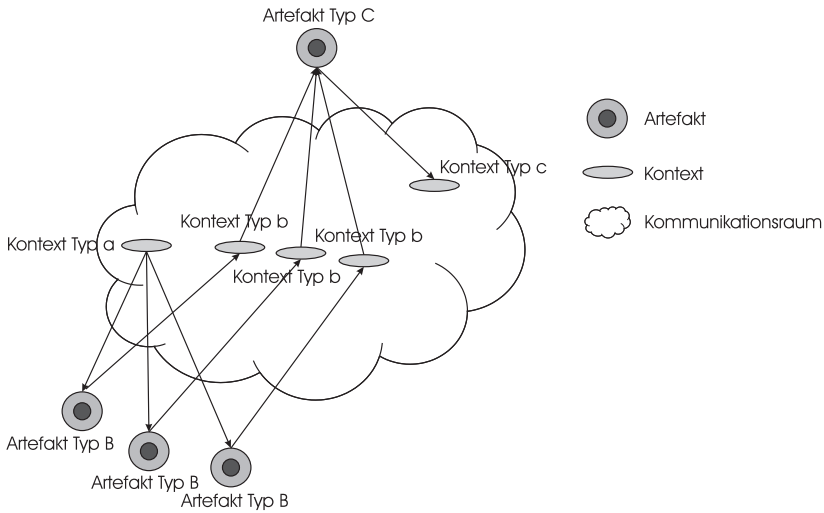 Artefakt Typ C
Artefakt
Kontext Typ c
Kontext
Kontext Typ b
Kommunikationsraum
Kontext Typ a
Kontext Typ b
Kontext Typ b
Artefakt Typ B
Artefakt Typ B
Artefakt Typ B